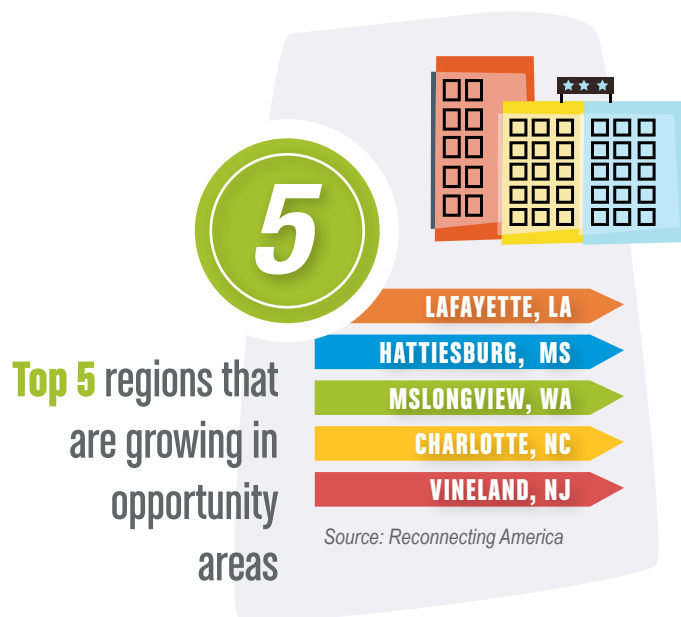 5
Top 5 regions that
are growing in
opportunity
areas
LAFAYETTE, LA
HATTIESBURG, MS
MSLONGVIEW, WA
CHARLOTTE, NC
VINELAND, NJ
Source: Reconnecting America